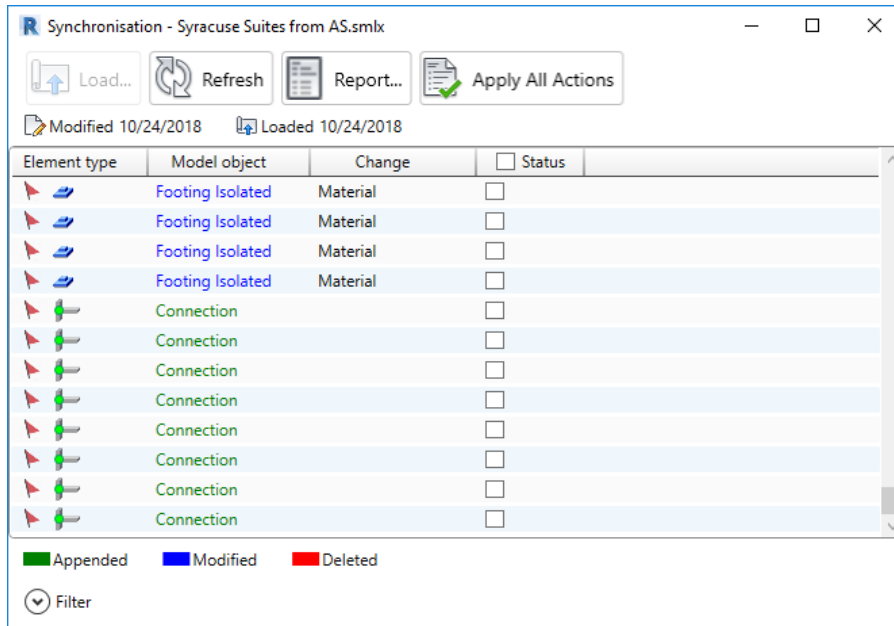 R Synchronisation - Syracuse Suites from AS.smlx
Load... Refresh Report... Apply All Actions
Modified 10/24/2018 Loaded 10/24/2018
Element type Model object Change Status
Footing Isolated Material
Footing Isolated Material
Footing Isolated Material
Footing Isolated Material
Connection
Connection
Connection
Connection
Connection
Connection
Connection
Connection
Appended Modified Deleted
Filter